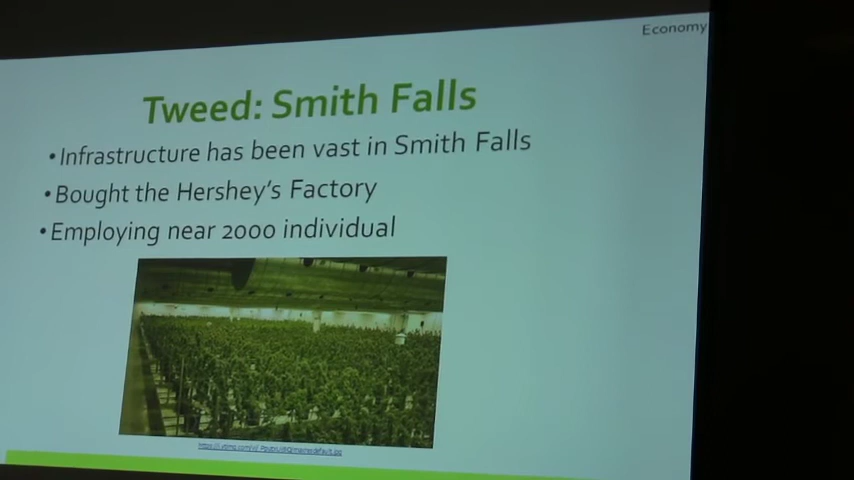 Economy
Tweed: Smith Falls
• Infrastructure has been vast in Smith Falls
• Bought the Hershey's Factory
• Employing near 2000 individual